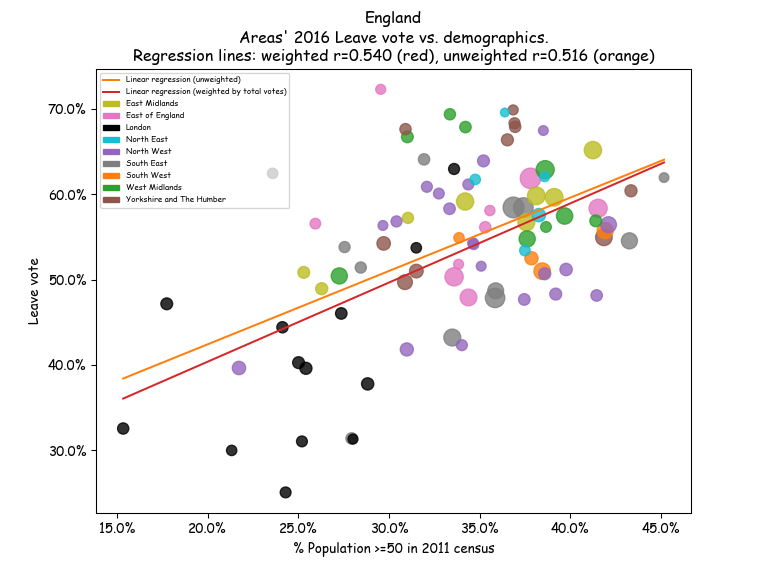 England
Areas' 2016 Leave vote vs. demographics.
Regression lines: weighted r=0.540 (red), unweighted r=0.516 (orange)
Linear regression (unweighted)
Linear regression (weighted by total votes)
East Midlands
East of England
London
North East
North West
South East
South West
West Midlands
Yorkshire and The Humber
70.0%
60.0%
50.0%
40.0%
30.0%
Leave vote
15.0% 20.0% 25.0% 30.0% 35.0% 40.0% 45.0%
% Population >=50 in 2011 census